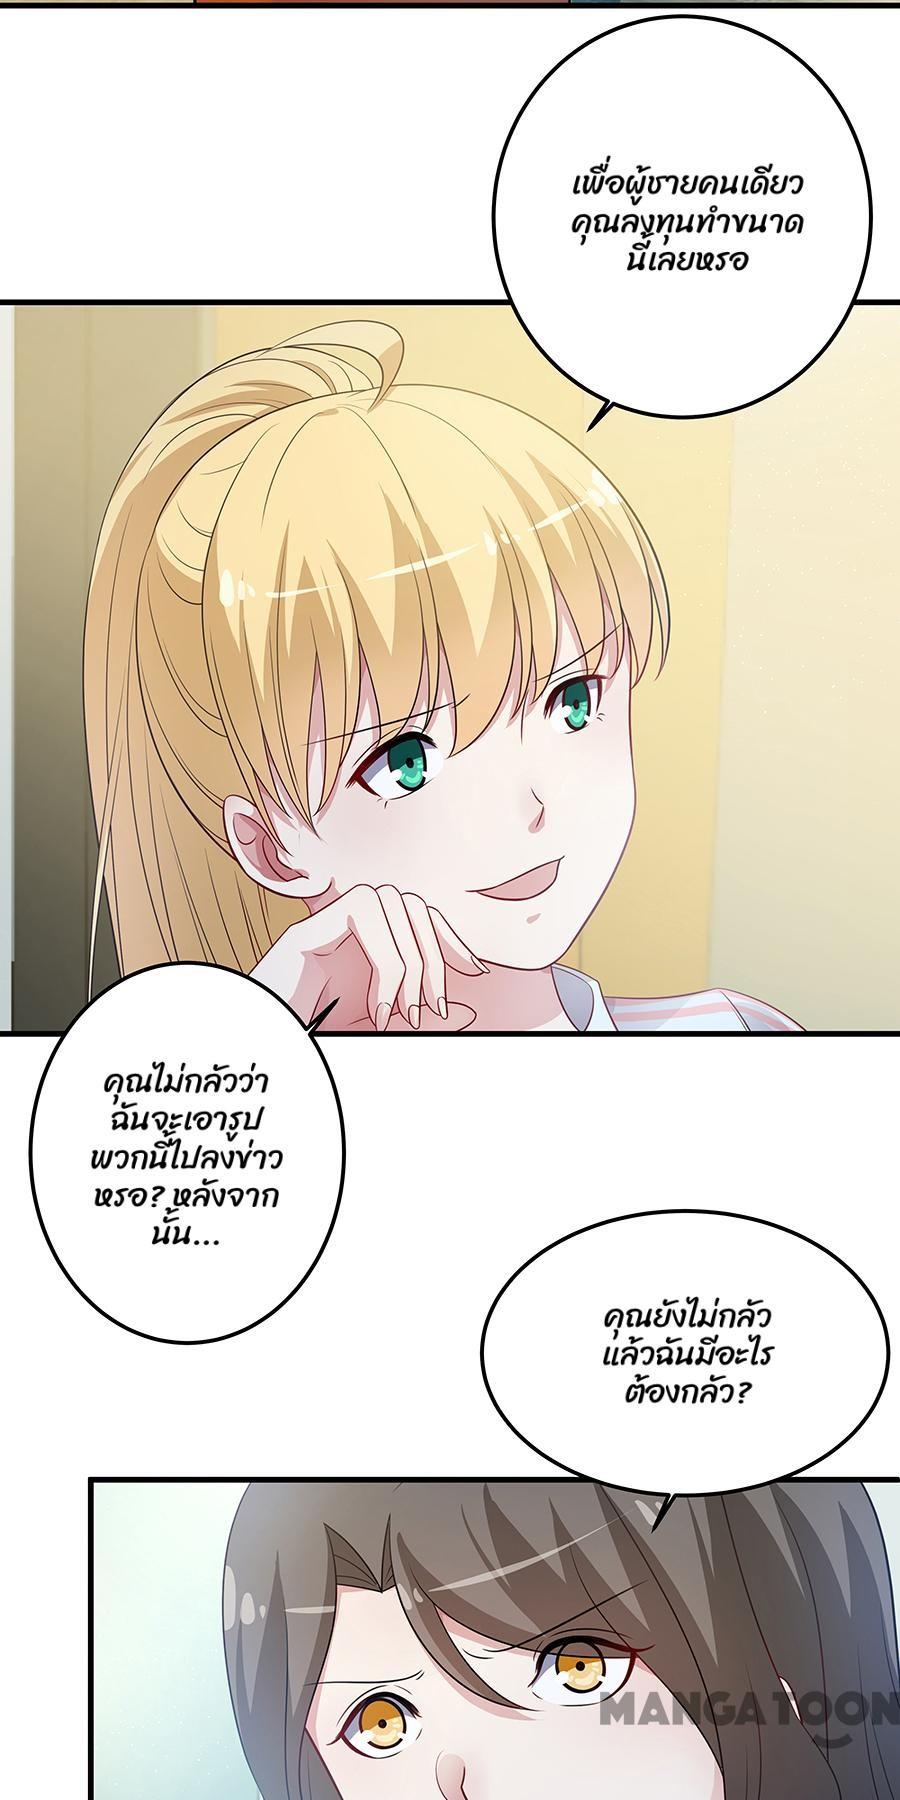 เพื่อผู้ชายคนเดียว
คุณลงทุนทำขนาด
นี้เลยหรอ
คุณไม่กลัวว่า
ฉันจะเอารูป
พวกนี้ไปลงข่าว
หรอ? หลังจาก
นั้น...
คุณยังไม่กลัว
แล้วฉันมีอะไร
ต้องกลัว?
MANGATOON